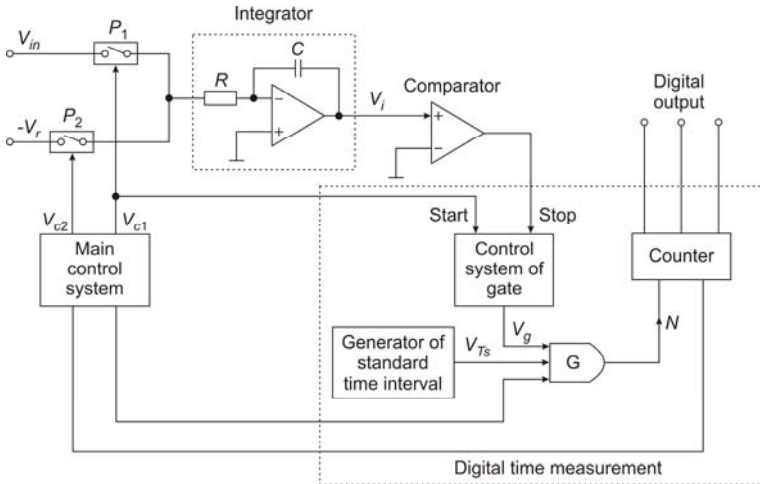 Integrator
V_in
P_1
C
R
Comparator
Digital
output
V_i
-V_r
P_2
V_c2
V_c1
Start
Stop
Main
control
system
Control
system of
gate
Counter
V_g
N
Generator of
standard
time interval
V_Ts
G
Digital time measurement